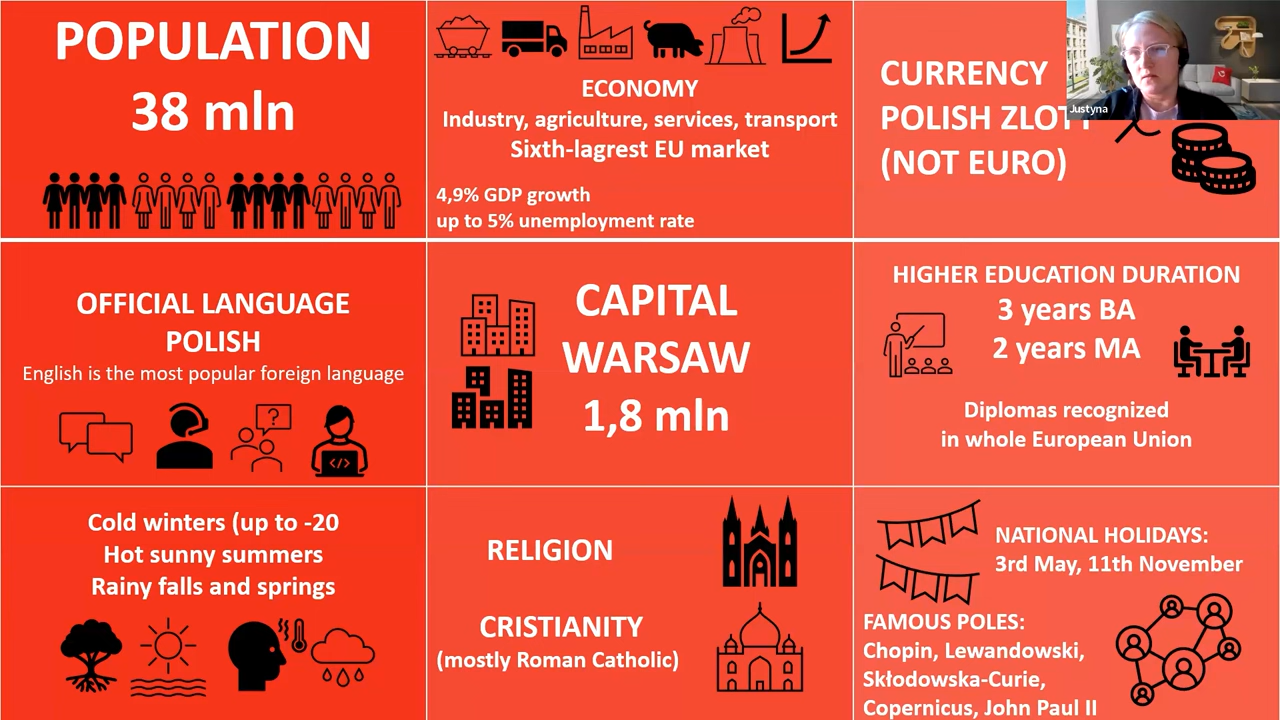 POPULATION
38 mln
ECONOMY
Industry, agriculture, services, transport
Sixth-lagrest EU market
4,9% GDP growth
up to 5% unemployment rate
CURRENCY
POLISH ZLOTY
(NOT EURO)
Justyna
OFFICIAL LANGUAGE
POLISH
English is the most popular foreign language
?
</>
CAPITAL
WARSAW
1,8 mln
HIGHER EDUCATION DURATION
3 years BA
2 years MA
Diplomas recognized
in whole European Union
Cold winters (up to -20
Hot sunny summers
Rainy falls and springs
RELIGION
CRISTIANITY
(mostly Roman Catholic)
NATIONAL HOLIDAYS:
3rd May, 11th November
FAMOUS POLES:
Chopin, Lewandowski,
Skłodowska-Curie,
Copernicus, John Paul II